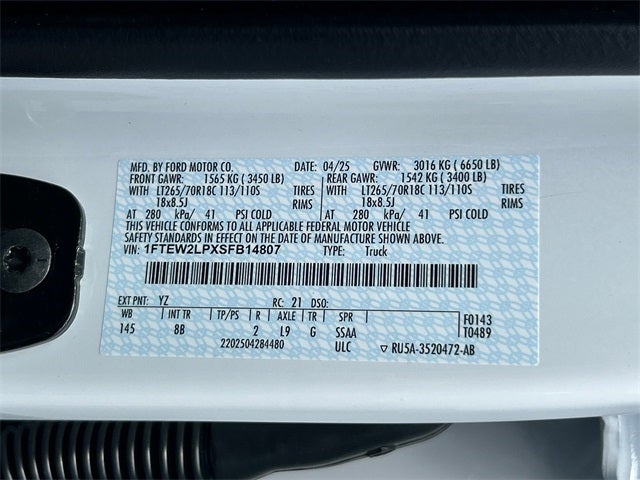 MFD. BY FORD MOTOR CO. DATE: 04/25 GVWR: 3016 KG ( 6650 LB)
FRONT GAWR: 1565 KG ( 3450 LB) REAR GAWR: 1542 KG ( 3400 LB)
WITH LT265/70R18C 113/110S TIRES WITH LT265/70R18C 113/110S TIRES
18x8.5J RIMS 18x8.5J RIMS
AT 280 kPa/ 41 PSI COLD AT 280 kPa/ 41 PSI COLD
THIS VEHICLE CONFORMS TO ALL APPLICABLE FEDERAL MOTOR VEHICLE
SAFETY STANDARDS IN EFFECT ON THE DATE OF MANUFACTURE SHOWN ABOVE.
VIN: 1FTEW2LPXSFB14807 TYPE: Truck
EXT PNT: YZ RC: 21 DSO:
WB INT TR TP/PS R AXLE TR SPR F0143
145 8B 2 L9 G SSAA T0489
2202504284480 ULC ▽ RU5A-3520472-AB